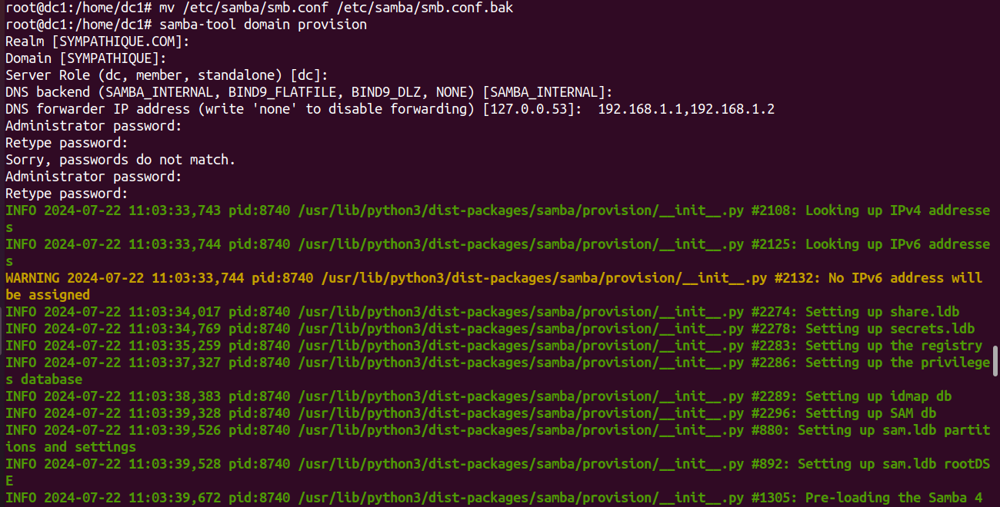 root@dc1:/home/dc1# mv /etc/samba/smb.conf /etc/samba/smb.conf.bak
root@dc1:/home/dc1# samba-tool domain provision
Realm [SYMPATHIQUE.COM]:
Domain [SYMPATHIQUE]:
Server Role (dc, member, standalone) [dc]:
DNS backend (SAMBA_INTERNAL, BIND9_FLATFILE, BIND9_DLZ, NONE) [SAMBA_INTERNAL]:
DNS forwarder IP address (write 'none' to disable forwarding) [127.0.0.53]:  192.168.1.1,192.168.1.2
Administrator password:
Retype password:
Sorry, passwords do not match.
Administrator password:
Retype password:
INFO 2024-07-22 11:03:33,743 pid:8740 /usr/lib/python3/dist-packages/samba/provision/__init__.py #2108: Looking up IPv4 addresse
s
INFO 2024-07-22 11:03:33,744 pid:8740 /usr/lib/python3/dist-packages/samba/provision/__init__.py #2125: Looking up IPv6 addresse
s
WARNING 2024-07-22 11:03:33,744 pid:8740 /usr/lib/python3/dist-packages/samba/provision/__init__.py #2132: No IPv6 address will
be assigned
INFO 2024-07-22 11:03:34,017 pid:8740 /usr/lib/python3/dist-packages/samba/provision/__init__.py #2274: Setting up share.ldb
INFO 2024-07-22 11:03:34,769 pid:8740 /usr/lib/python3/dist-packages/samba/provision/__init__.py #2278: Setting up secrets.ldb
INFO 2024-07-22 11:03:35,259 pid:8740 /usr/lib/python3/dist-packages/samba/provision/__init__.py #2283: Setting up the registry
INFO 2024-07-22 11:03:37,327 pid:8740 /usr/lib/python3/dist-packages/samba/provision/__init__.py #2286: Setting up the privilege
s database
INFO 2024-07-22 11:03:38,383 pid:8740 /usr/lib/python3/dist-packages/samba/provision/__init__.py #2289: Setting up idmap db
INFO 2024-07-22 11:03:39,328 pid:8740 /usr/lib/python3/dist-packages/samba/provision/__init__.py #2296: Setting up SAM db
INFO 2024-07-22 11:03:39,526 pid:8740 /usr/lib/python3/dist-packages/samba/provision/__init__.py #880: Setting up sam.ldb partit
ions and settings
INFO 2024-07-22 11:03:39,528 pid:8740 /usr/lib/python3/dist-packages/samba/provision/__init__.py #892: Setting up sam.ldb rootDS
E
INFO 2024-07-22 11:03:39,672 pid:8740 /usr/lib/python3/dist-packages/samba/provision/__init__.py #1305: Pre-loading the Samba 4